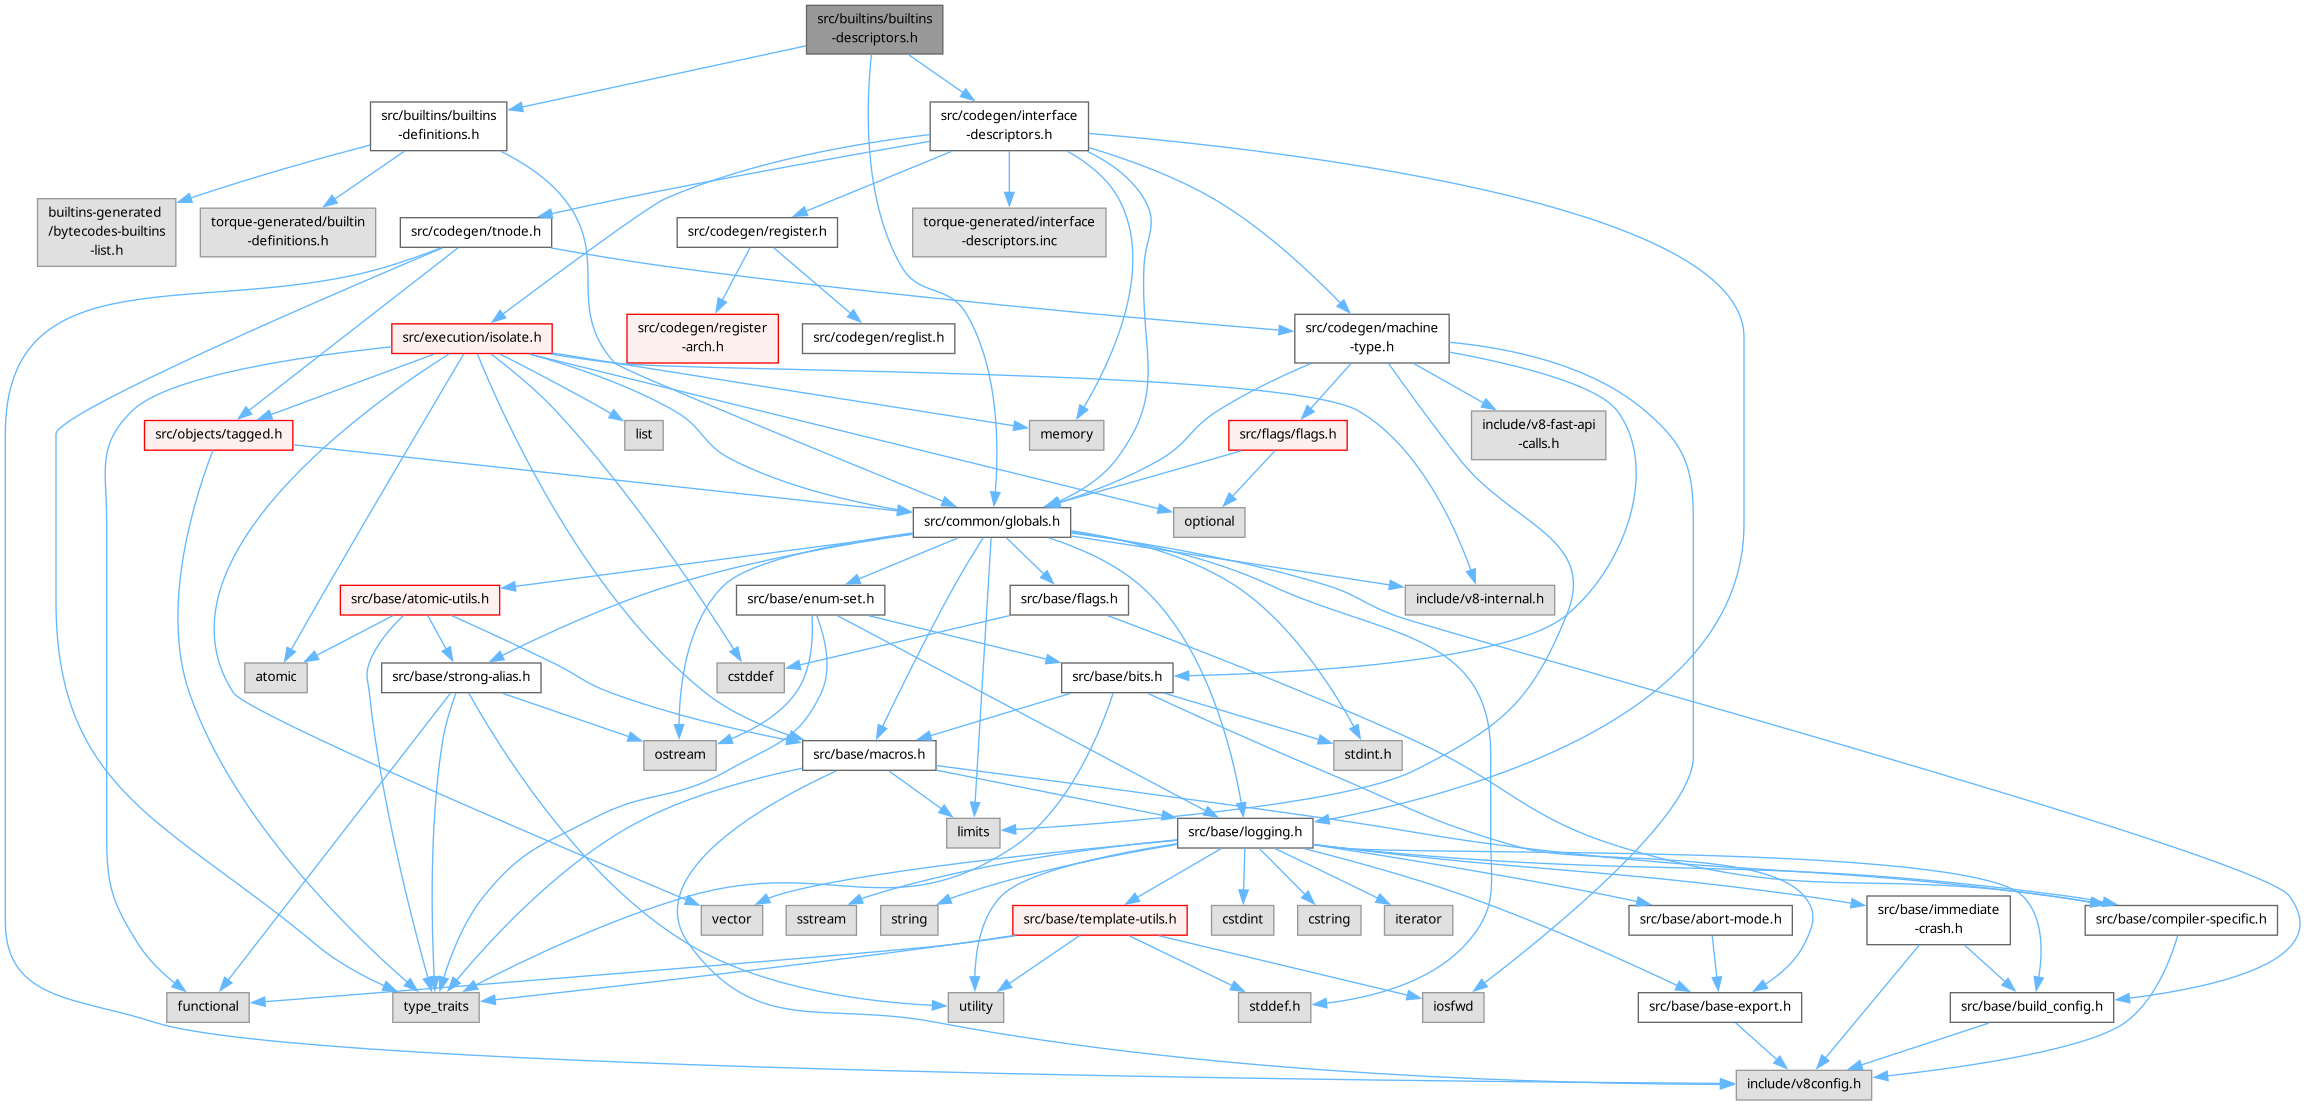 src/builtins/builtins
-descriptors.h
src/builtins/builtins
-definitions.h
src/codegen/interface
-descriptors.h
builtins-generated
/bytecodes-builtins
-list.h
torque-generated/builtin
-definitions.h
src/codegen/tnode.h
src/codegen/register.h
torque-generated/interface
-descriptors.inc
src/execution/isolate.h
src/codegen/register
-arch.h
src/codegen/reglist.h
src/codegen/machine
-type.h
src/objects/tagged.h
list
memory
src/flags/flags.h
include/v8-fast-api
-calls.h
src/common/globals.h
optional
src/base/atomic-utils.h
src/base/enum-set.h
src/base/flags.h
include/v8-internal.h
atomic
src/base/strong-alias.h
cstddef
src/base/bits.h
ostream
src/base/macros.h
stdint.h
limits
src/base/logging.h
vector
sstream
string
src/base/template-utils.h
cstdint
cstring
iterator
src/base/abort-mode.h
src/base/immediate
-crash.h
src/base/compiler-specific.h
functional
type_traits
utility
stddef.h
iosfwd
src/base/base-export.h
src/base/build_config.h
include/v8config.h